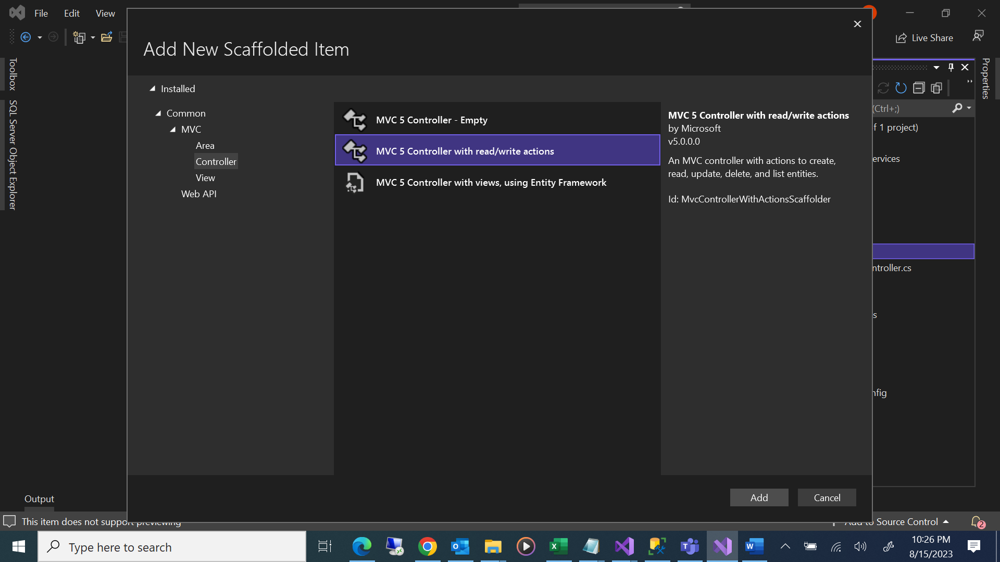 File Edit View
Add New Scaffolded Item
Live Share
Toolbox
SQL Server Object Explorer
Properties
Installed
Common
MVC
Area
Controller
View
Web API
MVC 5 Controller - Empty
MVC 5 Controller with read/write actions
MVC 5 Controller with views, using Entity Framework
MVC 5 Controller with read/write actions
by Microsoft
v5.0.0.0
An MVC controller with actions to create,
read, update, delete, and list entities.
Id: MvcControllerWithActionsScaffolder
(Ctrl+;)
f 1 project)
ervices
ntroller.cs
s
nfig
Add Cancel
Output
This item does not support previewing
Add to Source Control 2
Type here to search
10:26 PM
8/15/2023